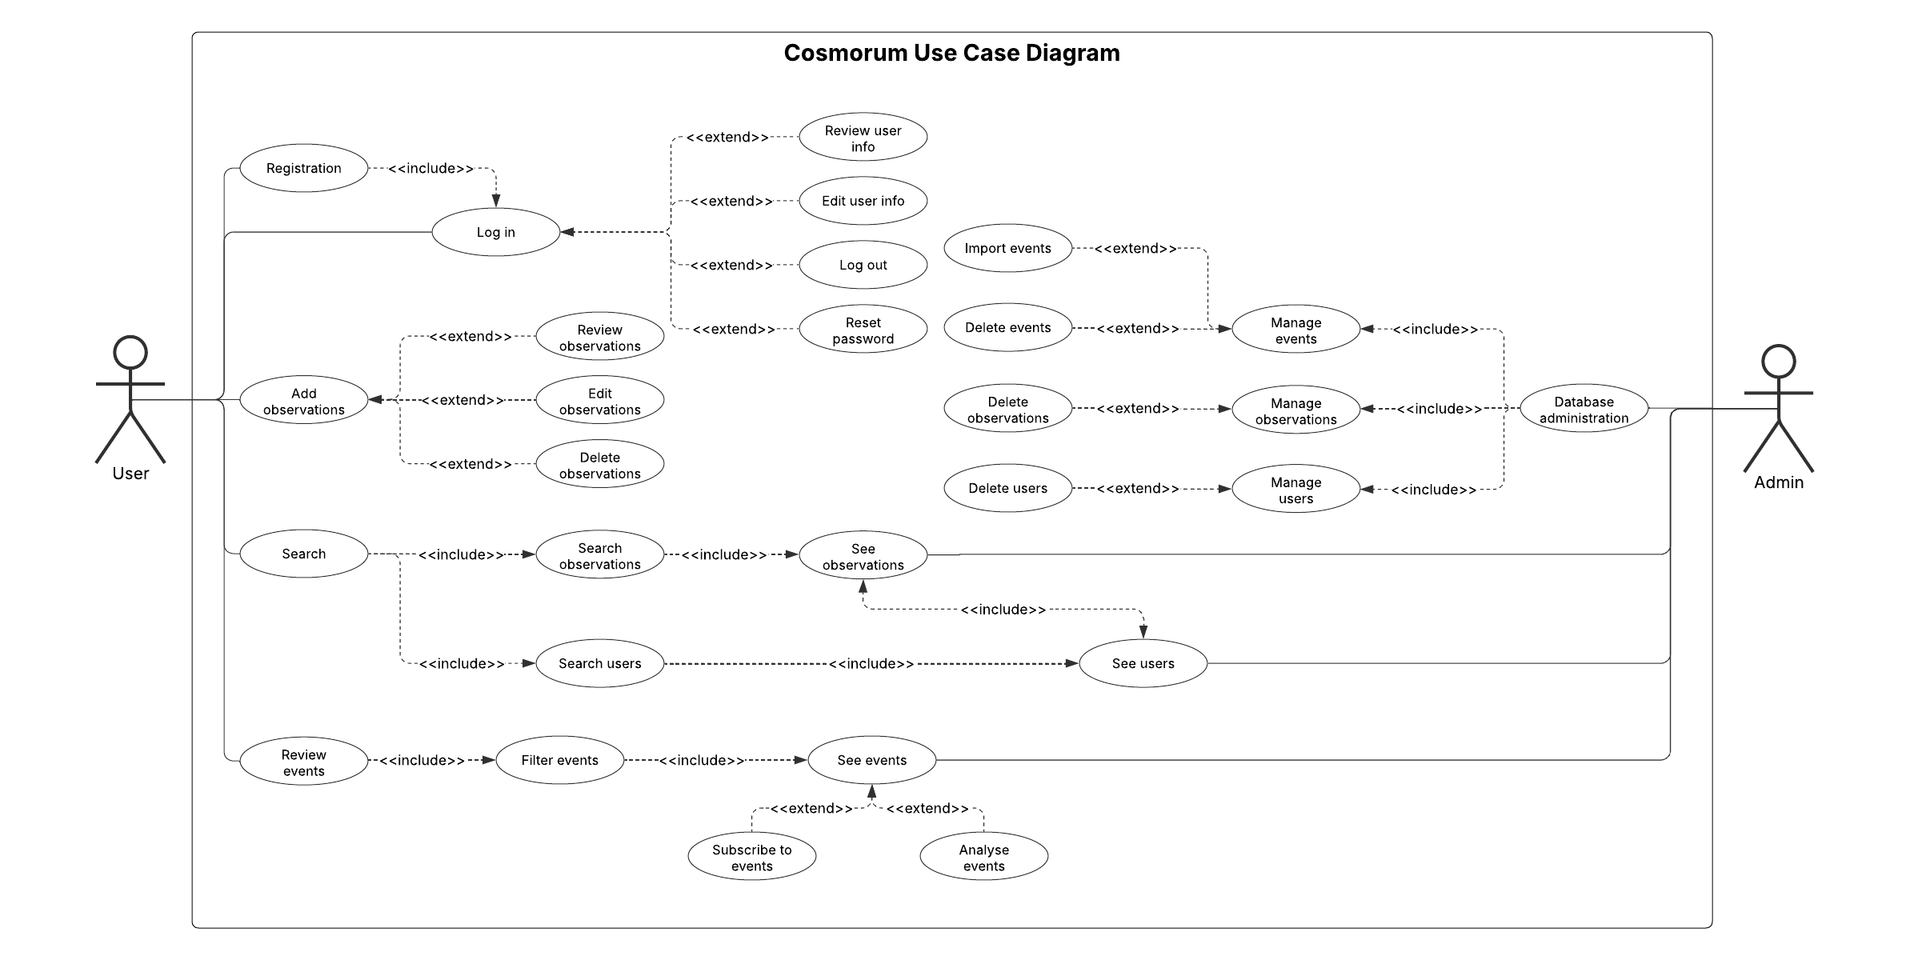 Cosmorum Use Case Diagram
Review user
info
<<extend>>
Registration
<<include>>
Edit user info
<<extend>>
Log in
Import events
<<extend>>
Log out
<<extend>>
Reset
password
<<extend>>
Delete events
<<extend>>
Manage
events
<<include>>
Review
observations
<<extend>>
User
Add
observations
<<extend>>
Edit
observations
Delete
observations
<<extend>>
Manage
observations
<<include>>
Database
administration
Admin
<<extend>>
Delete
observations
Delete users
<<extend>>
Manage
users
<<include>>
Search
<<include>>
Search
observations
<<include>>
See
observations
<<include>>
<<include>>
Search users
<<include>>
See users
Review
events
<<include>>
Filter events
<<include>>
See events
<<extend>>
<<extend>>
Subscribe to
events
Analyse
events